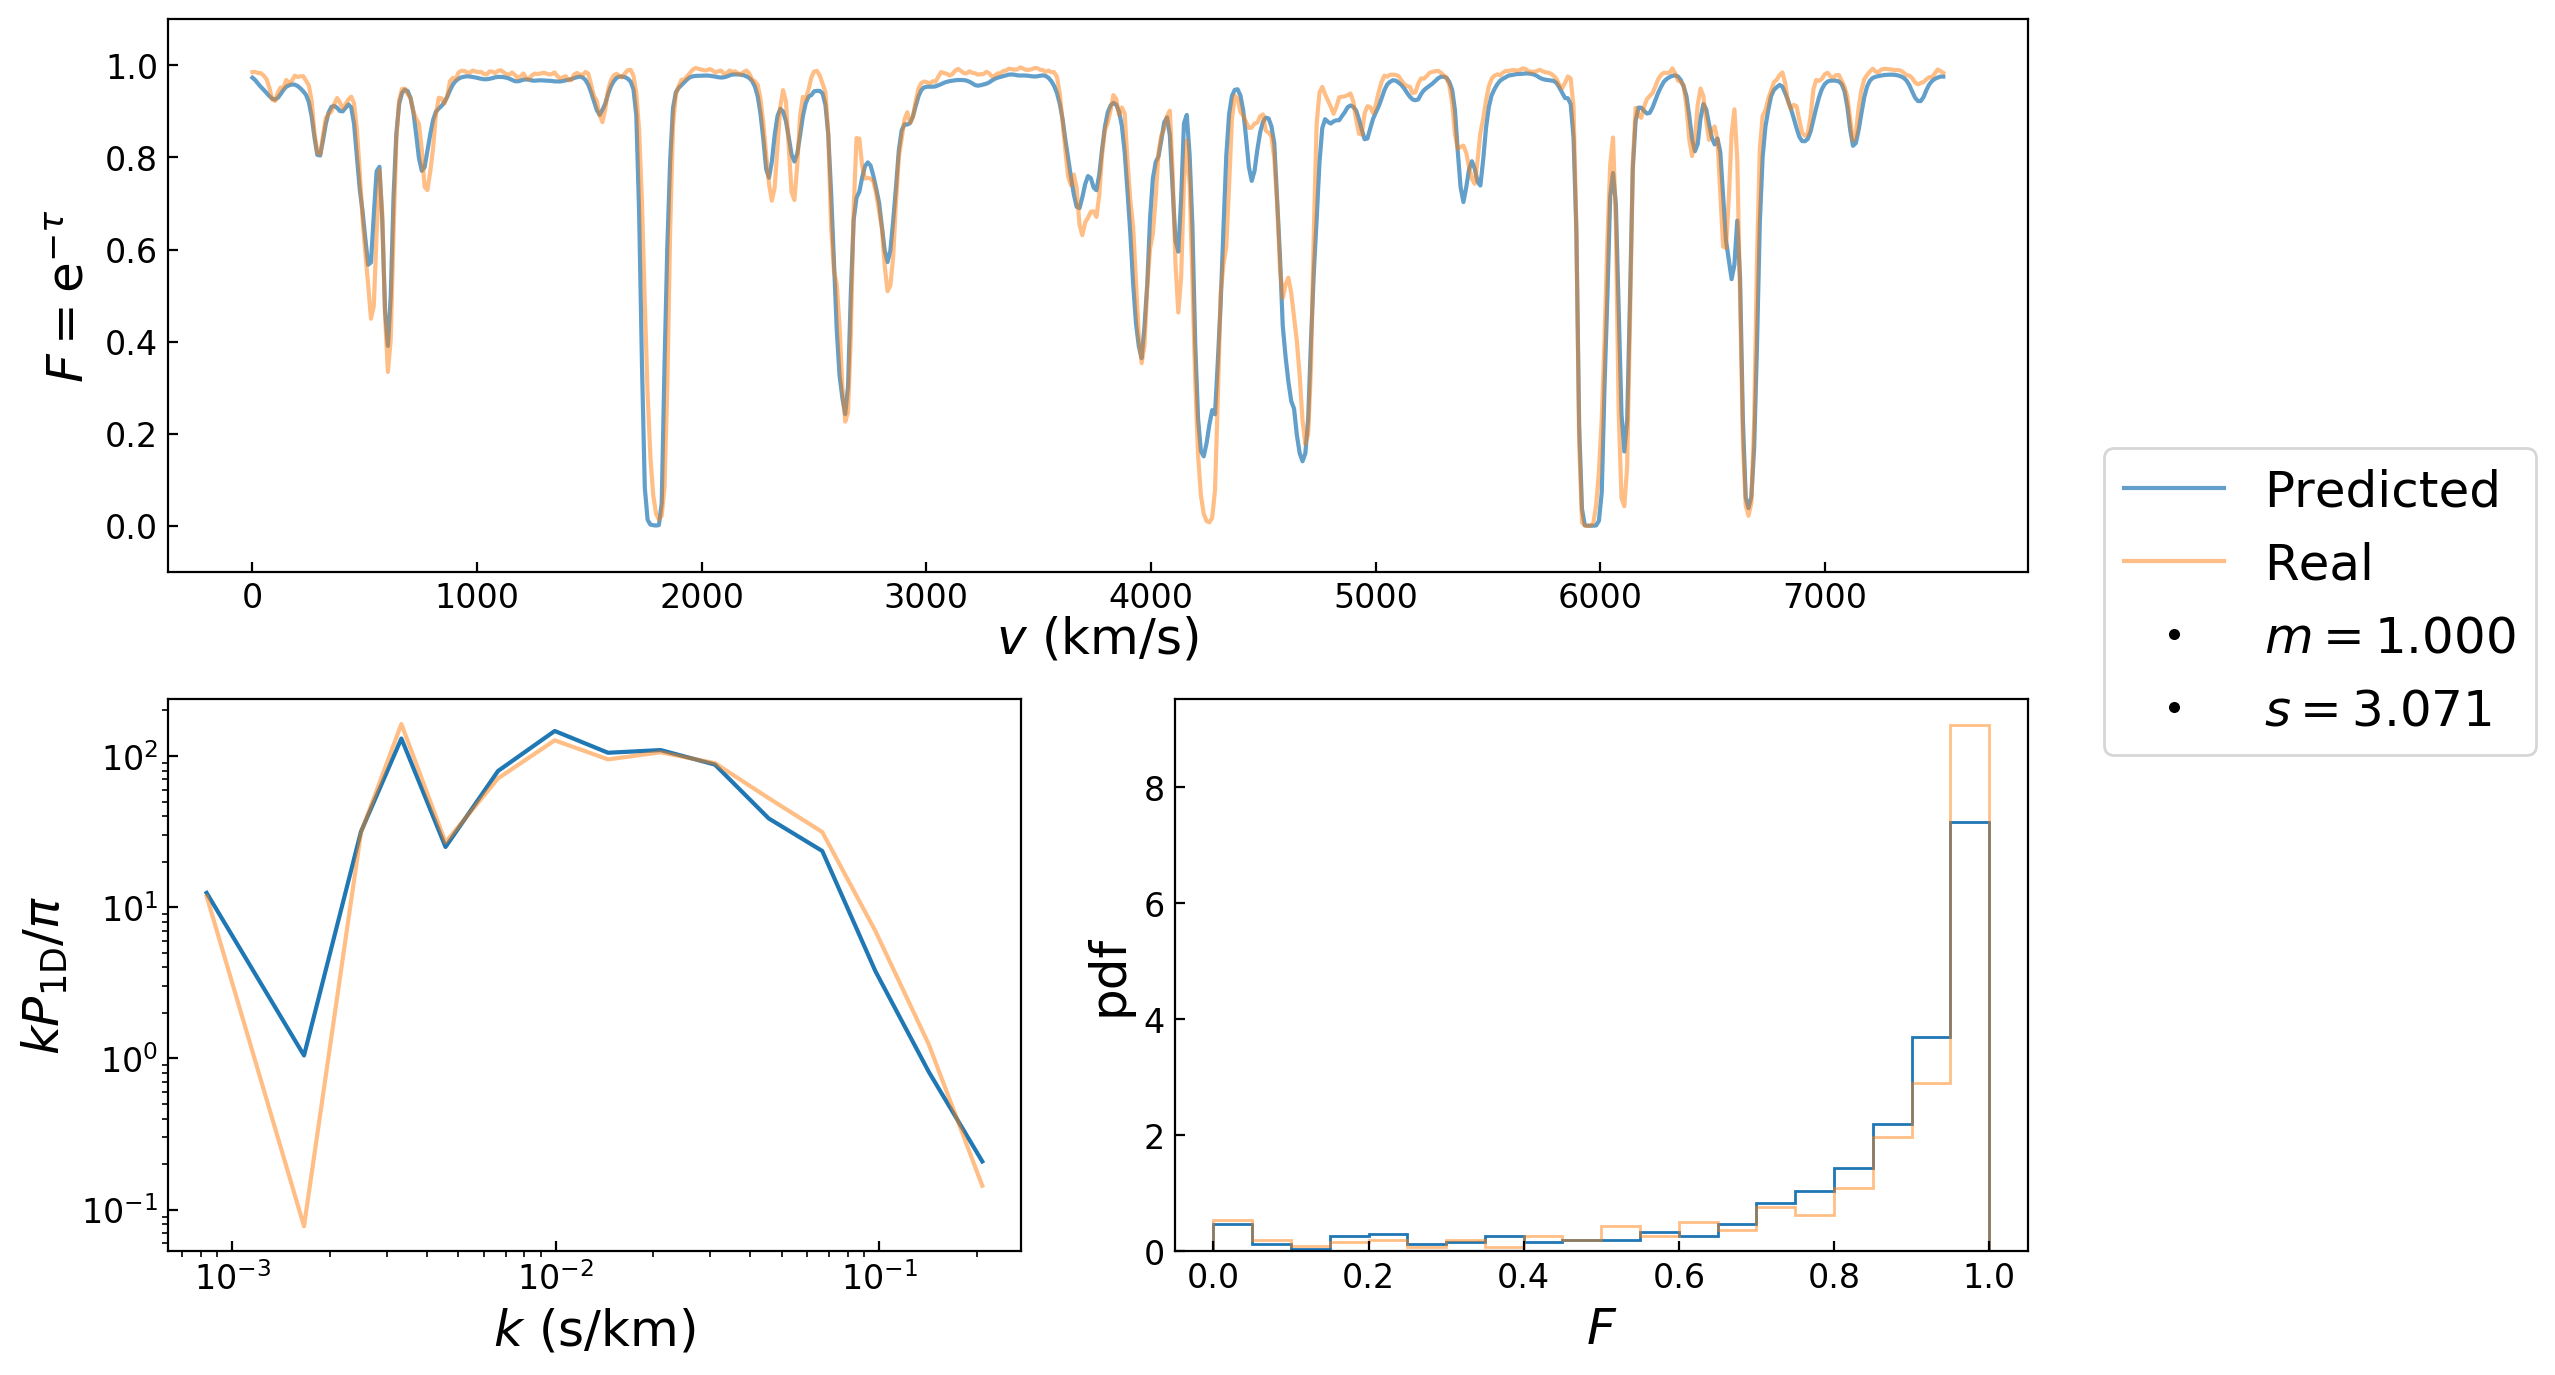 1.0
0.8
0.6
0.4
0.2
0.0
F = e^{−τ}
0 1000 2000 3000 4000 5000 6000 7000
v (km/s)
Predicted
Real
m = 1.000
s = 3.071
10^2
10^1
10^0
10^{−1}
kP_{1D}/π
10^{−3} 10^{−2} 10^{−1}
k (s/km)
8
6
4
2
0
pdf
0.0 0.2 0.4 0.6 0.8 1.0
F